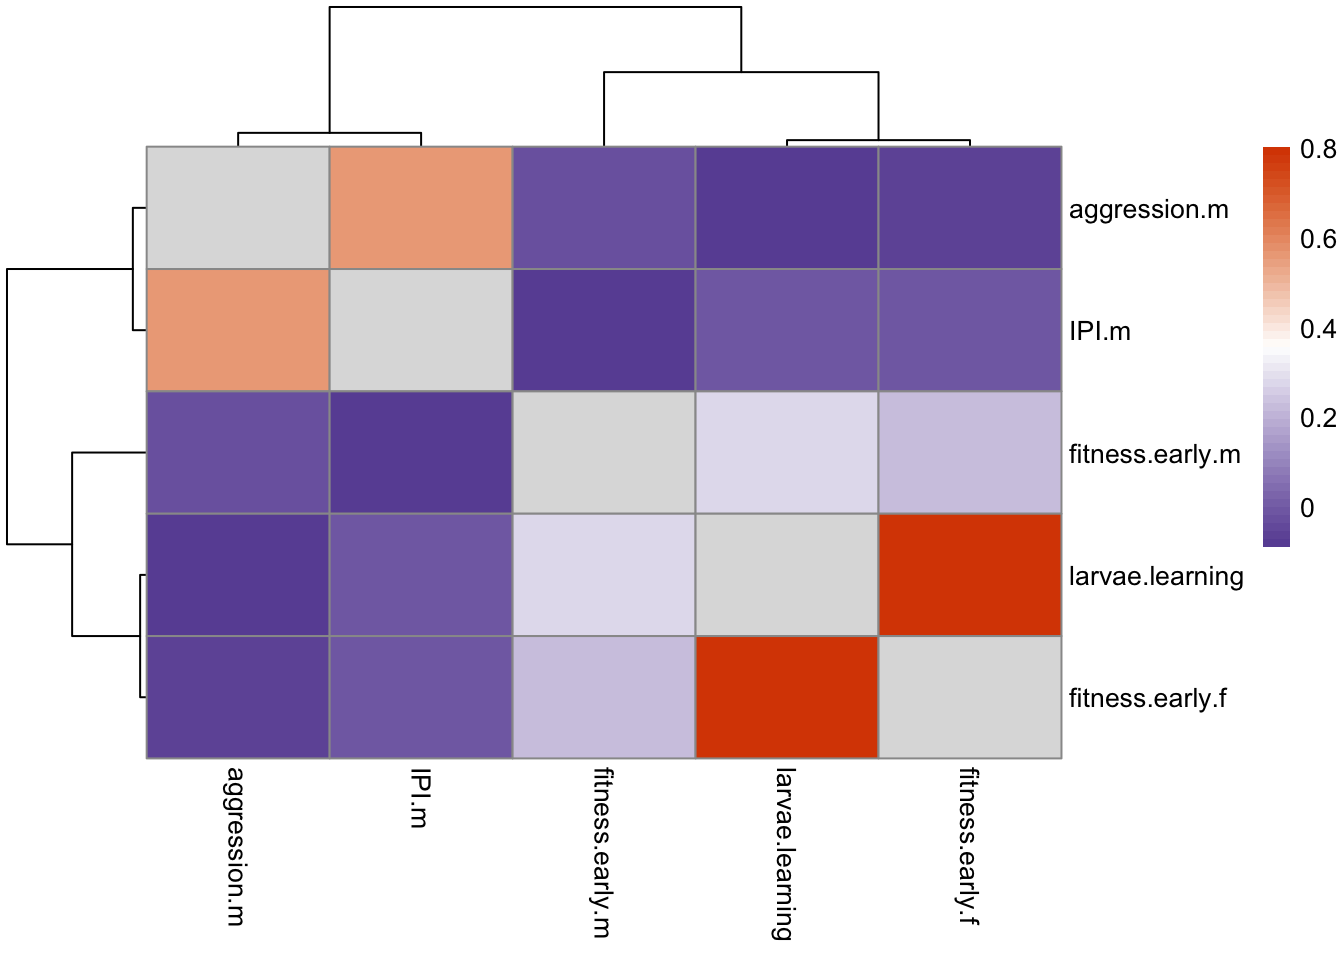 0.8
aggression.m
0.6
IPI.m
0.4
0.2
fitness.early.m
0
larvae.learning
fitness.early.f
aggression.m
IPI.m
fitness.early.m
larvae.learning
fitness.early.f